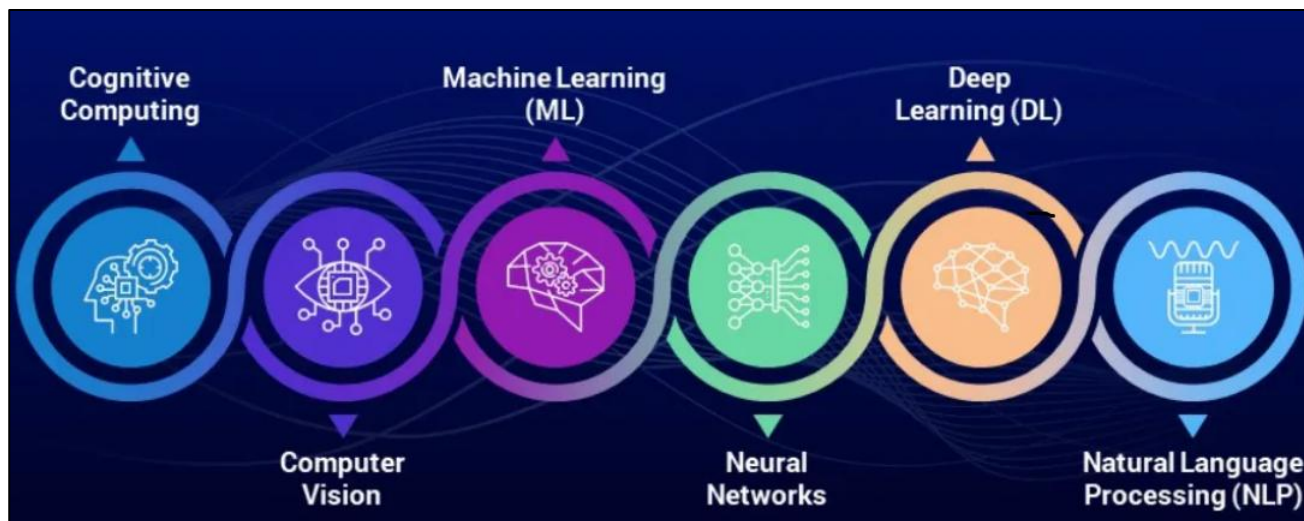 Cognitive
Computing
Machine Learning
(ML)
Deep
Learning (DL)
Computer
Vision
Neural
Networks
Natural Language
Processing (NLP)